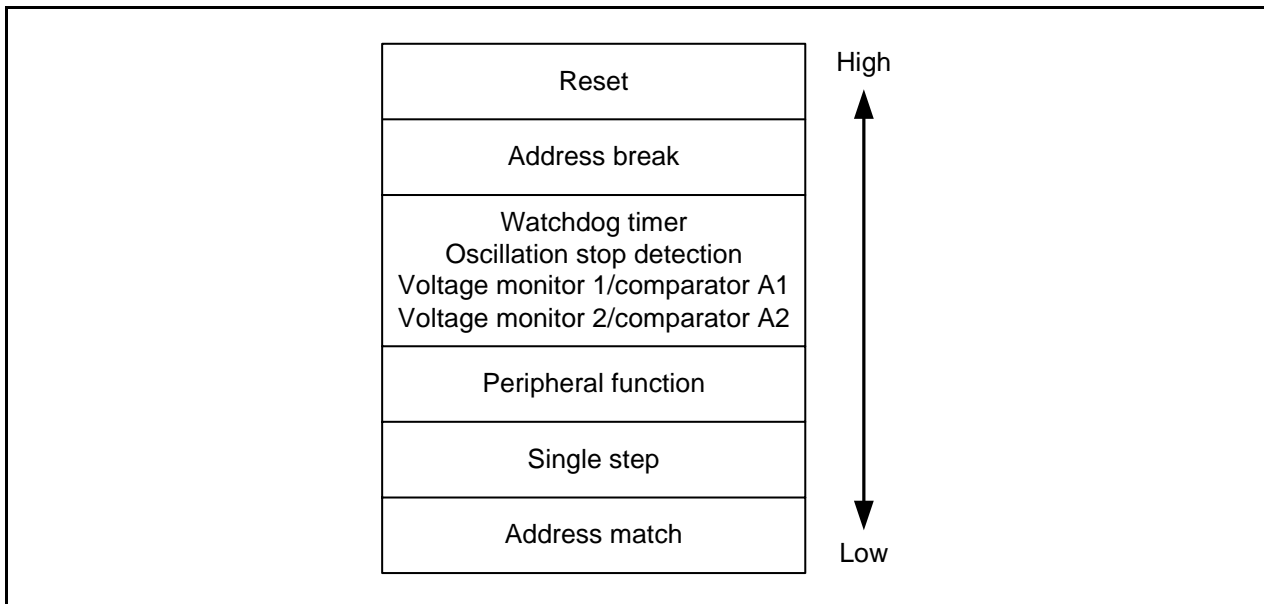 Reset
High
Address break
Watchdog timer
Oscillation stop detection
Voltage monitor 1/comparator A1
Voltage monitor 2/comparator A2
Peripheral function
Single step
Address match
Low